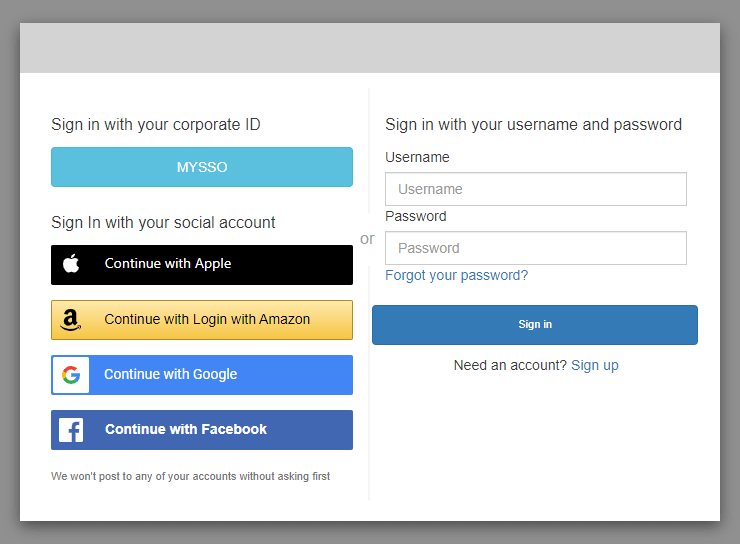 Sign in with your corporate ID
MYSSO
Sign In with your social account
Continue with Apple
Continue with Login with Amazon
Continue with Google
Continue with Facebook
We won't post to any of your accounts without asking first
or
Sign in with your username and password
Username
Username
Password
Password
Forgot your password?
Sign in
Need an account? Sign up